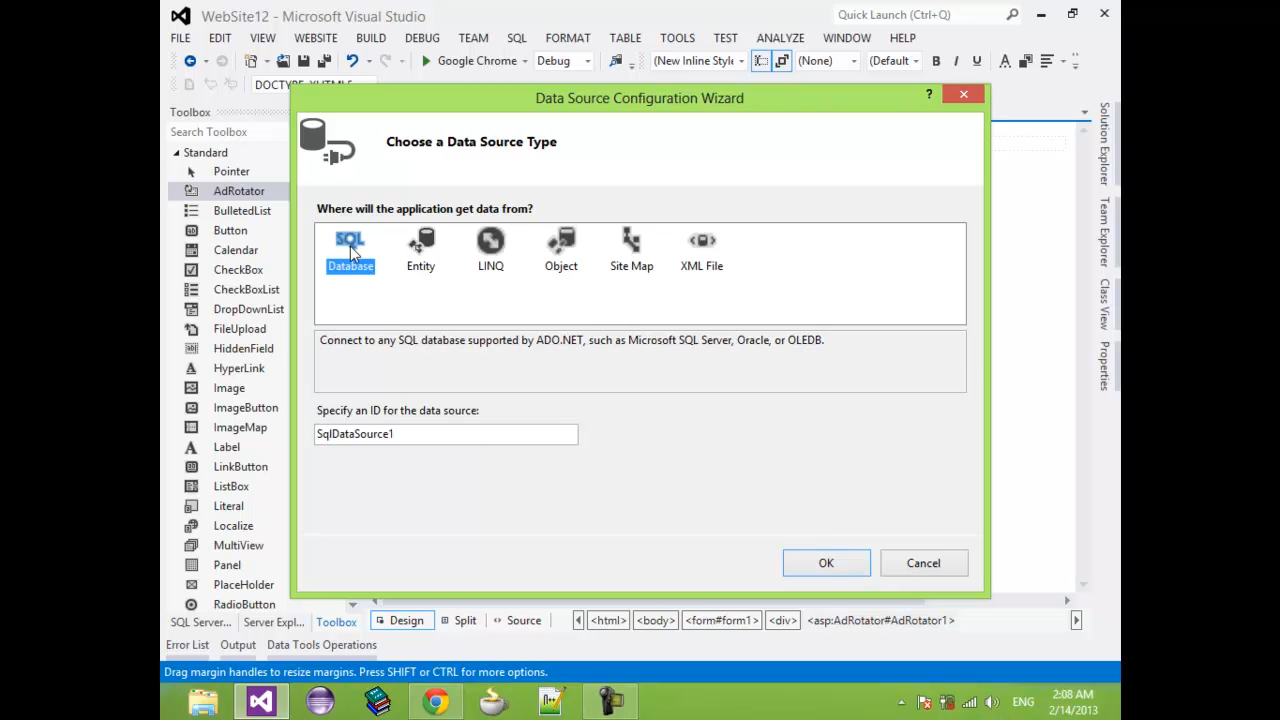 WebSite12 - Microsoft Visual Studio
Quick Launch (Ctrl+Q)
FILE EDIT VIEW WEBSITE BUILD DEBUG TEAM SQL FORMAT TABLE TOOLS TEST ANALYZE WINDOW HELP
Google Chrome Debug (New Inline Style (None) (Default B I U A
DOCTYPE: XHTML5
Data Source Configuration Wizard
?
Toolbox
Search Toolbox
Standard
Pointer
AdRotator
BulletedList
Button
Calendar
CheckBox
CheckBoxList
DropDownList
FileUpload
HiddenField
HyperLink
Image
ImageButton
ImageMap
Label
LinkButton
ListBox
Literal
Localize
MultiView
Panel
PlaceHolder
RadioButton
Choose a Data Source Type
Where will the application get data from?
SQL
Database Entity LINQ Object Site Map XML File
Connect to any SQL database supported by ADO.NET, such as Microsoft SQL Server, Oracle, or OLEDB.
Specify an ID for the data source:
SqlDataSource1
OK Cancel
Solution Explorer
Team Explorer
Class View
Properties
SQL Server... Server Expl... Toolbox Design Split Source <html> <body> <form#form1> <div> <asp:AdRotator#AdRotator1>
Error List Output Data Tools Operations
Drag margin handles to resize margins. Press SHIFT or CTRL for more options.
ENG
2:08 AM
2/14/2013